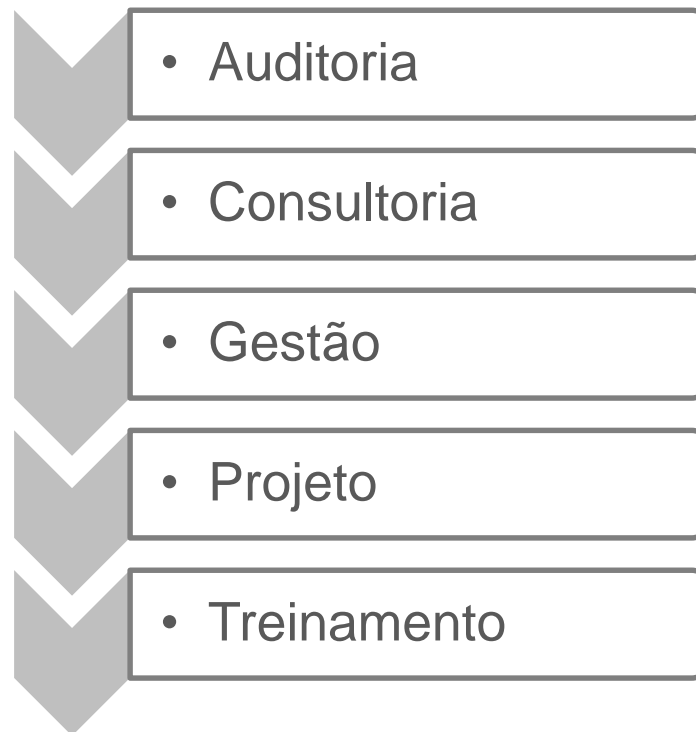 • Auditoria
• Consultoria
• Gestão
• Projeto
• Treinamento